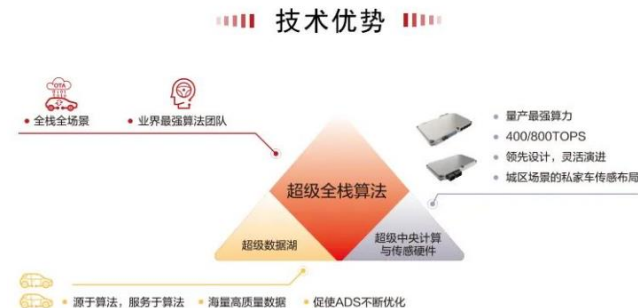 技术优势
OTA
全栈全场景
业界最强算法团队
量产最强算力
400/800TOPS
领先设计，灵活演进
城区场景的私家车传感布局
超级全栈算法
超级数据湖
超级中央计算
与传感硬件
源于算法，服务于算法
海量高质量数据
促使ADS不断优化